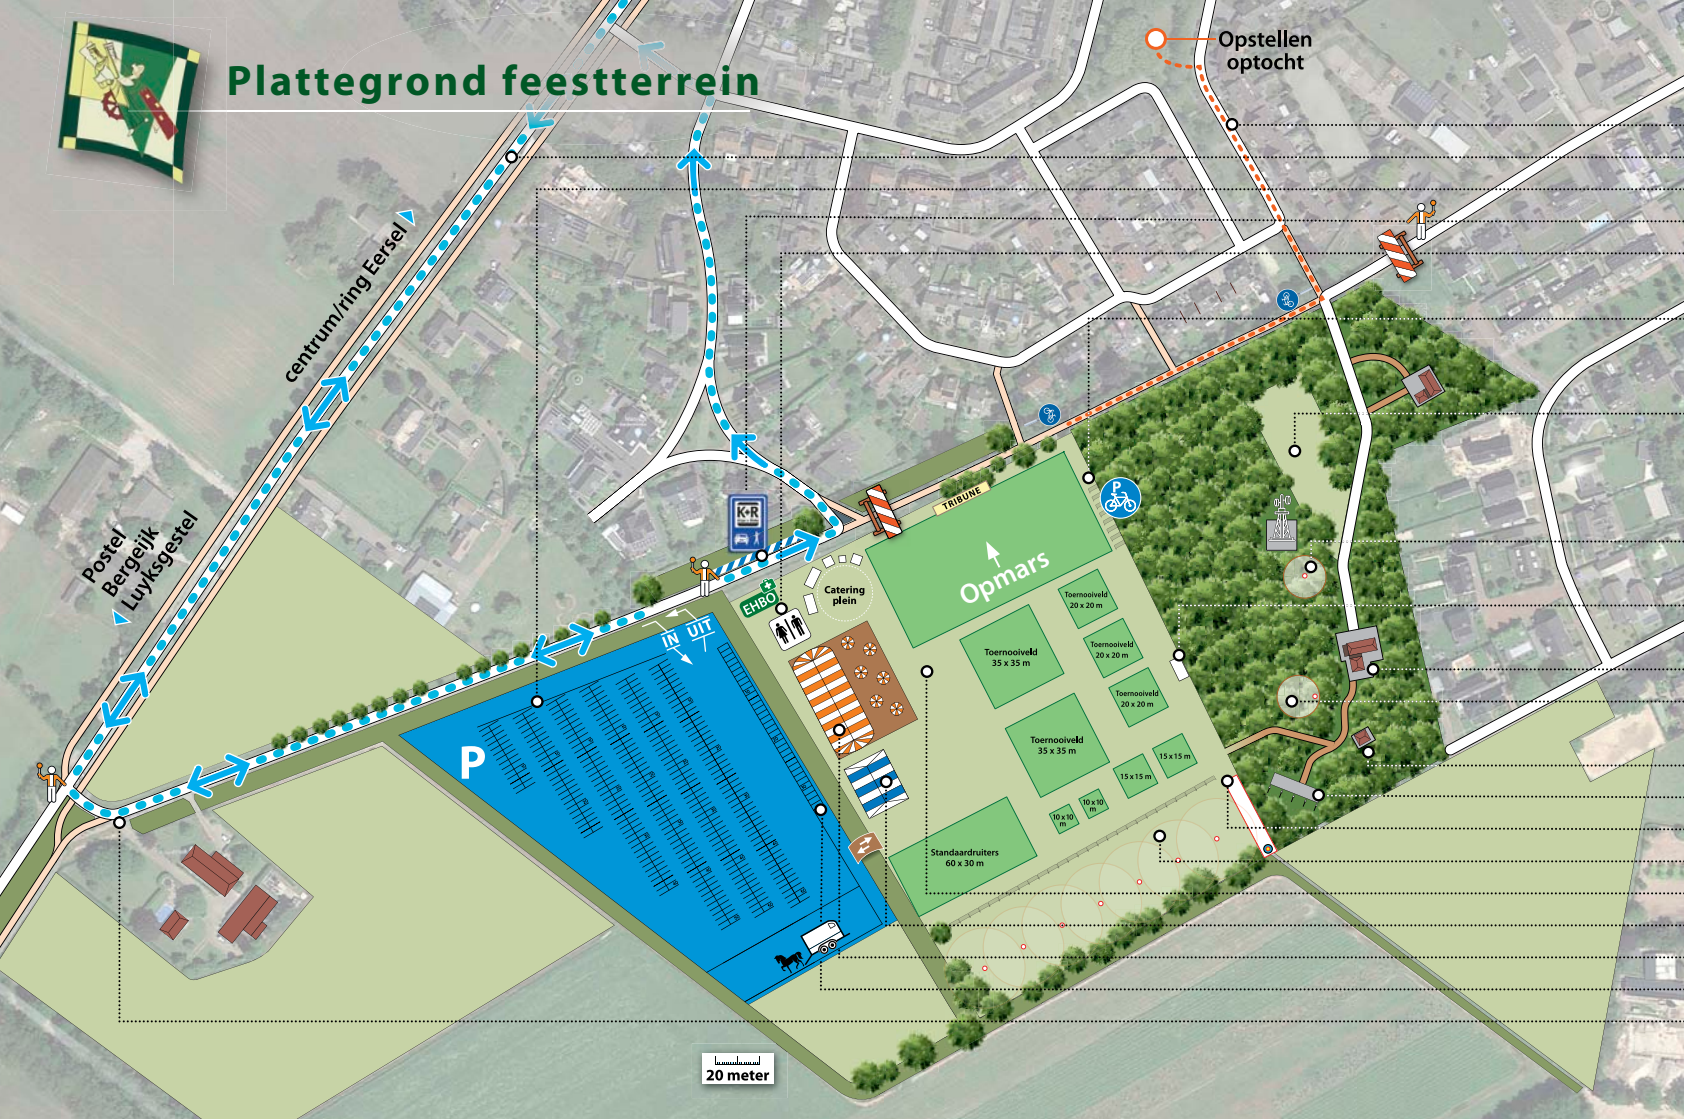 Plattegrond feestterrein
Opstellen
optocht
centrum/ring Eersel
Postel
Bergeijk
Luyksgestel
K+R
P
TRIBUNE
Opmars
EHBO
Catering
plein
IN
UIT
P
Toernooiveld
20 x 20 m
Toernooiveld
20 x 20 m
Toernooiveld
20 x 20 m
Toernooiveld
35 x 35 m
Toernooiveld
35 x 35 m
15 x 15 m
15 x 15 m
10 x 10
m
10 x 10
m
Standaardruiters
60 x 30 m
20 meter